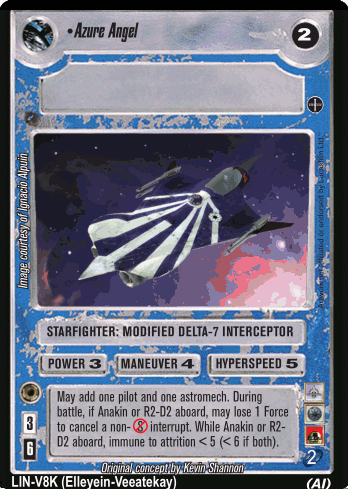 •Azure Angel
2
Image courtesy of Ignacio Alpuin
STARFIGHTER: MODIFIED DELTA-7 INTERCEPTOR
POWER 3 MANEUVER 4 HYPERSPEED 5
3
6
May add one pilot and one astromech. During
battle, if Anakin or R2-D2 aboard, may lose 1 Force
to cancel a non- interrupt. While Anakin or R2-
D2 aboard, immune to attrition < 5 (< 6 if both).
2
Original concept by Kevin Shannon
LIN-V8K (Elleyein-Veeatekay) (AI)